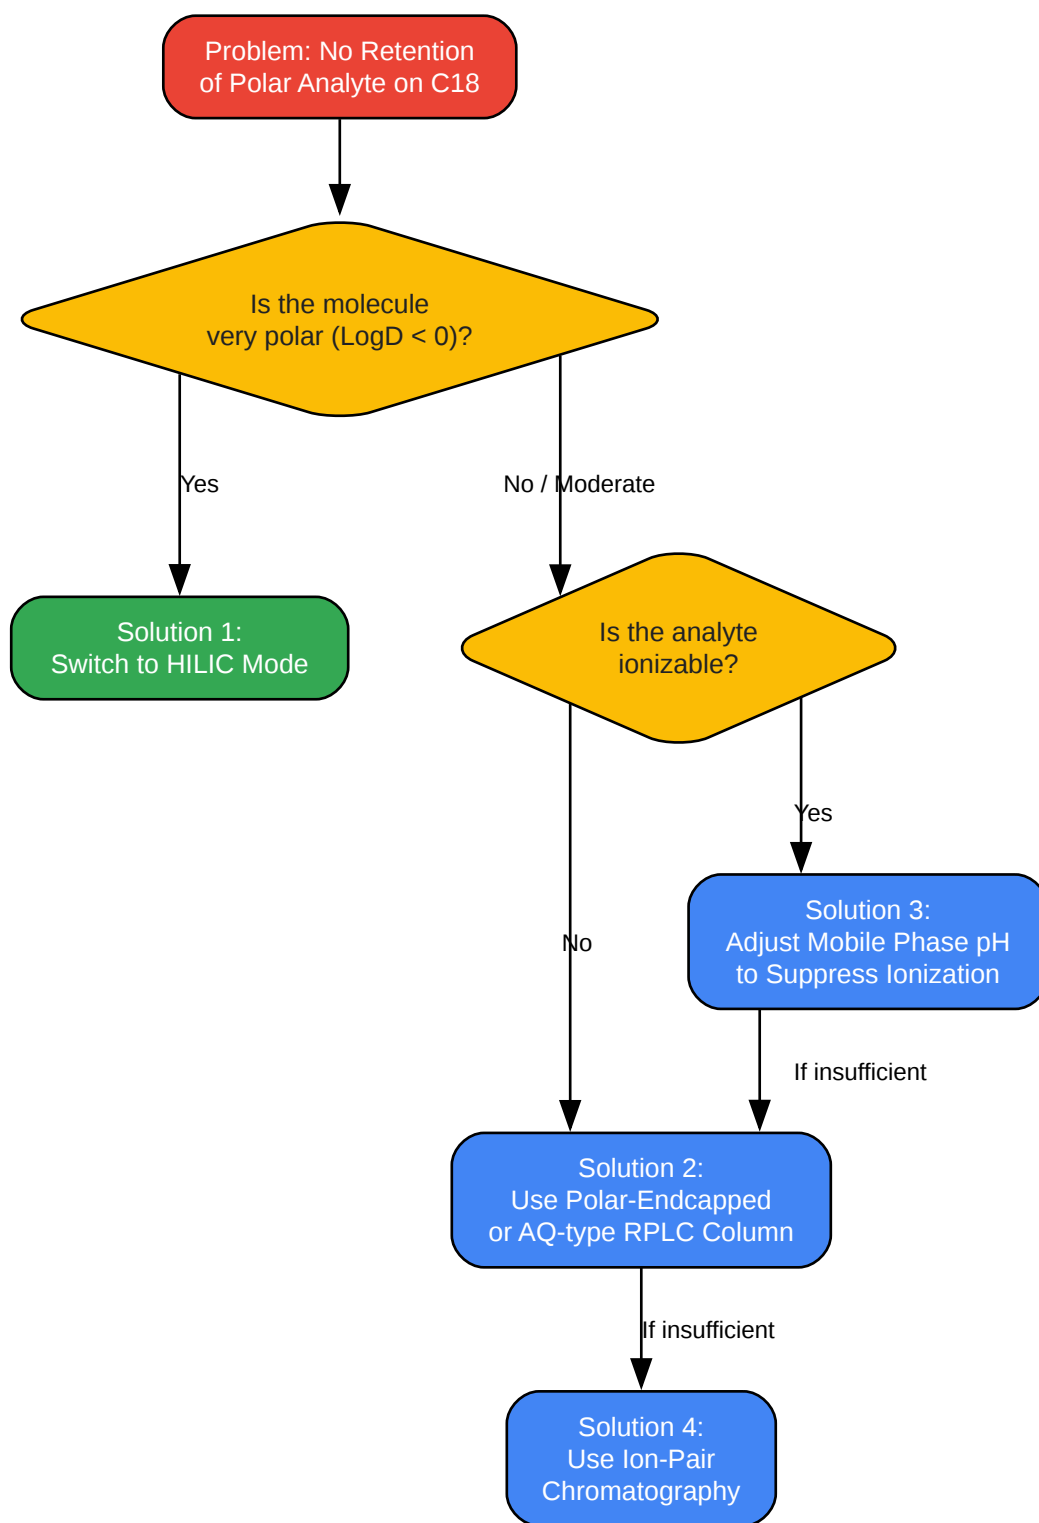 Problem: No Retention
of Polar Analyte on C18
Is the molecule
very polar (LogD < 0)?
Yes
No / Moderate
Solution 1:
Switch to HILIC Mode
Is the analyte
ionizable?
Yes
Solution 3:
Adjust Mobile Phase pH
to Suppress Ionization
No
If insufficient
Solution 2:
Use Polar-Endcapped
or AQ-type RPLC Column
If insufficient
Solution 4:
Use Ion-Pair
Chromatography